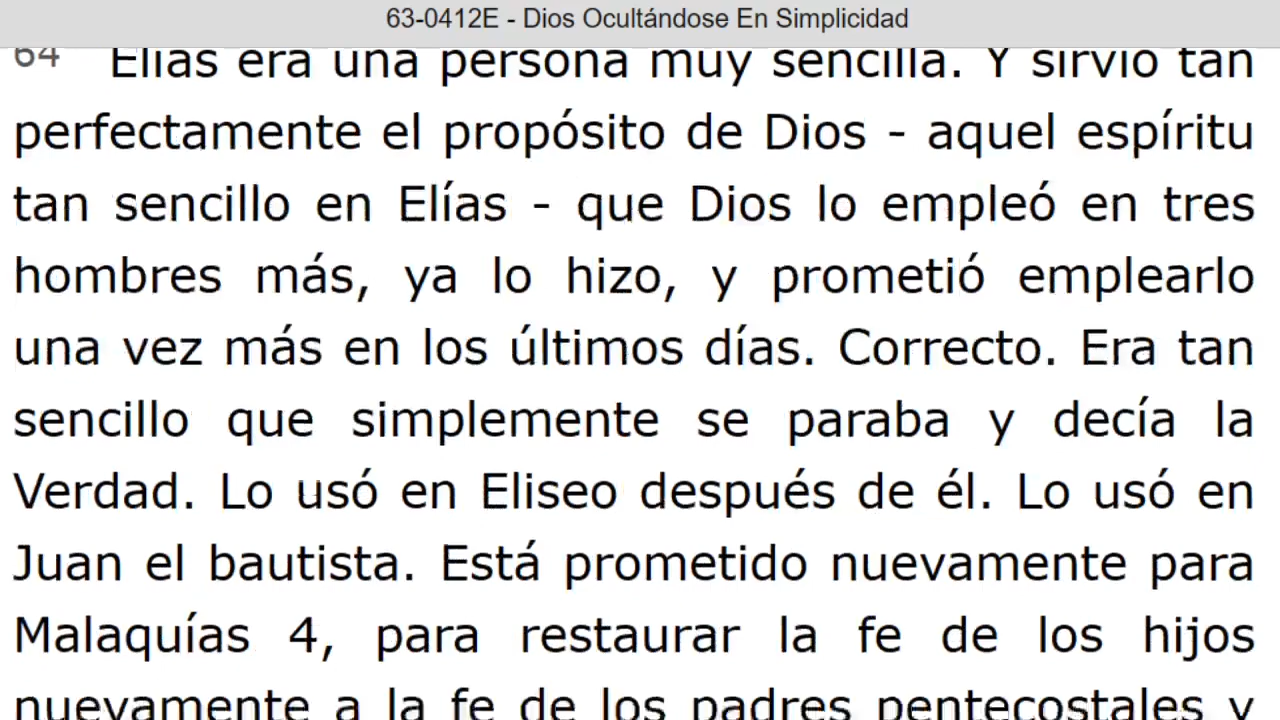 63-0412E - Dios Ocultándose En Simplicidad
64 Elías era una persona muy sencilla. Y sirvió tan
perfectamente el propósito de Dios - aquel espíritu
tan sencillo en Elías - que Dios lo empleó en tres
hombres más, ya lo hizo, y prometió emplearlo
una vez más en los últimos días. Correcto. Era tan
sencillo que simplemente se paraba y decía la
Verdad. Lo usó en Eliseo después de él. Lo usó en
Juan el bautista. Está prometido nuevamente para
Malaquías 4, para restaurar la fe de los hijos
nuevamente a la fe de los padres pentecostales y